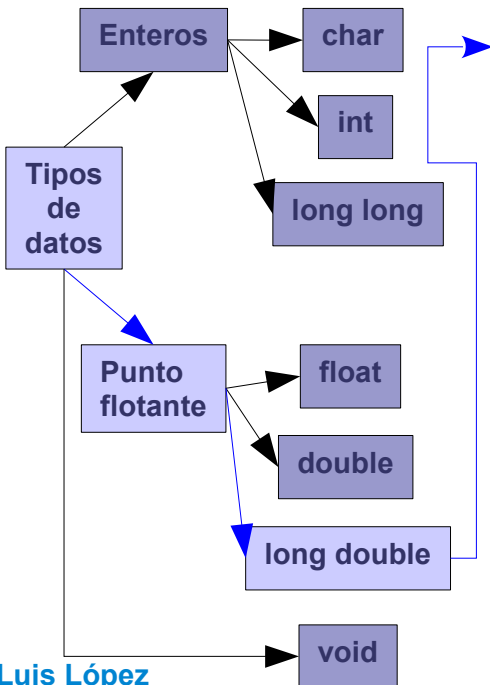 Enteros
char
int
long long
Tipos
de
datos
Punto
flotante
float
double
long double
void
Luis López